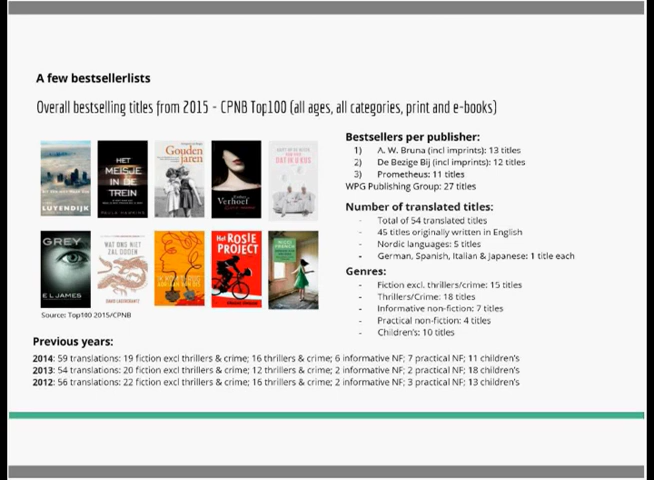 A few bestsellerlists
Overall bestselling titles from 2015 - CPNB Top100 (all ages, all categories, print and e-books)
LUYENDIJK
HET
MEISJE
IN DE
TREIN
PAULA HAWKINS
Gouden
jaren
Verhoef
GREY
E L JAMES
WAT ONS NIET
ZAL DODEN
DAVID LAGERCRANTZ
Het ROSIE
PROJECT
NICCI
FRENCH
Source: Top100 2015/CPNB
Bestsellers per publisher:
1) A. W. Bruna (incl imprints): 13 titles
2) De Bezige Bij (incl imprints): 12 titles
3) Prometheus: 11 titles
WPG Publishing Group: 27 titles
Number of translated titles:
- Total of 54 translated titles
- 45 titles originally written in English
- Nordic languages: 5 titles
- German, Spanish, Italian & Japanese: 1 title each
Genres:
- Fiction excl. thrillers/crime: 15 titles
- Thrillers/Crime: 18 titles
- Informative non-fiction: 7 titles
- Practical non-fiction: 4 titles
- Children's: 10 titles
Previous years:
2014: 59 translations: 19 fiction excl thrillers & crime; 16 thrillers & crime; 6 informative NF; 7 practical NF; 11 children's
2013: 54 translations: 20 fiction excl thrillers & crime; 12 thrillers & crime; 2 informative NF; 2 practical NF; 18 children's
2012: 56 translations: 22 fiction excl thrillers & crime; 16 thrillers & crime; 2 informative NF; 3 practical NF; 13 children's